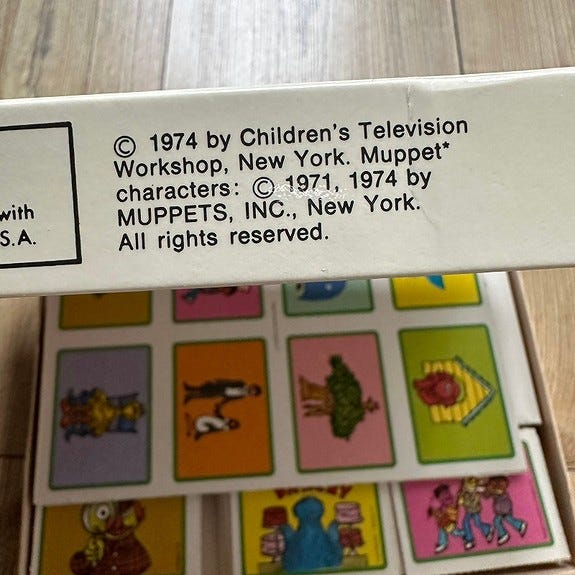 with
S.A.
© 1974 by Children's Television
Workshop, New York. Muppet*
characters: © 1971, 1974 by
MUPPETS, INC., New York.
All rights reserved.